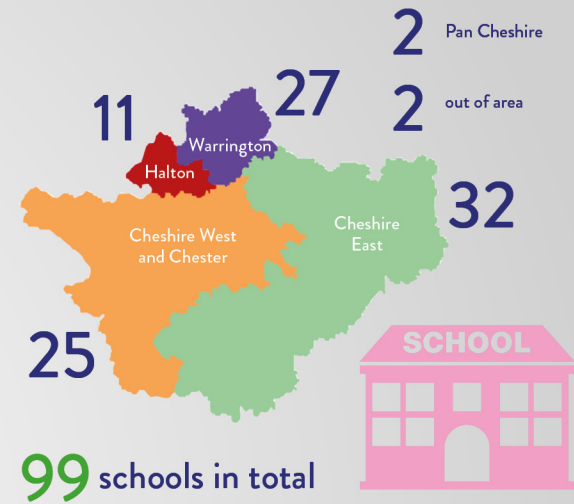 2 Pan Cheshire
27
11
2 out of area
Warrington
Halton
32
Cheshire
East
Cheshire West
and Chester
25
SCHOOL
99 schools in total